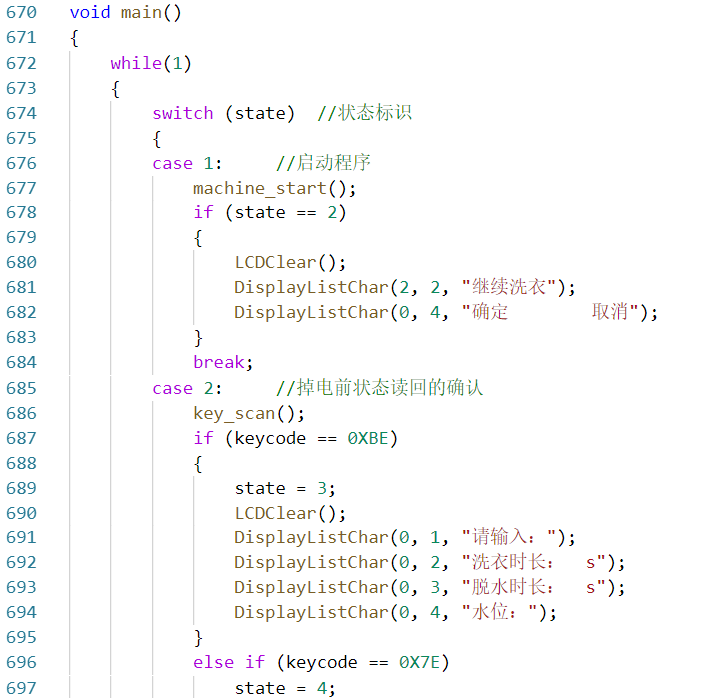 670 void main()
671 {
672     while(1)
673     {
674         switch (state)  //状态标识
675         {
676         case 1:     //启动程序
677             machine_start();
678             if (state == 2)
679             {
680                 LCDClear();
681                 DisplayListChar(2, 2, "继续洗衣");
682                 DisplayListChar(0, 4, "确定        取消");
683             }
684             break;
685         case 2:     //掉电前状态读回的确认
686             key_scan();
687             if (keycode == 0XBE)
688             {
689                 state = 3;
690                 LCDClear();
691                 DisplayListChar(0, 1, "请输入：");
692                 DisplayListChar(0, 2, "洗衣时长：  s");
693                 DisplayListChar(0, 3, "脱水时长：  s");
694                 DisplayListChar(0, 4, "水位：");
695             }
696             else if (keycode == 0X7E)
697                 state = 4;